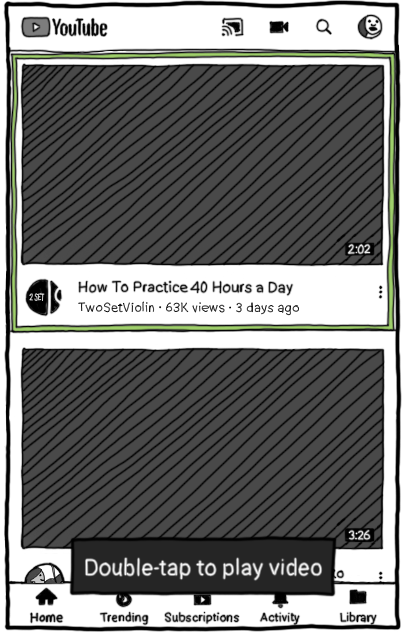 YouTube
2:02
2 SET
How To Practice 40 Hours a Day
TwoSetViolin · 63K views · 3 days ago
3:26
Double-tap to play video
Home
Trending
Subscriptions
Activity
Library